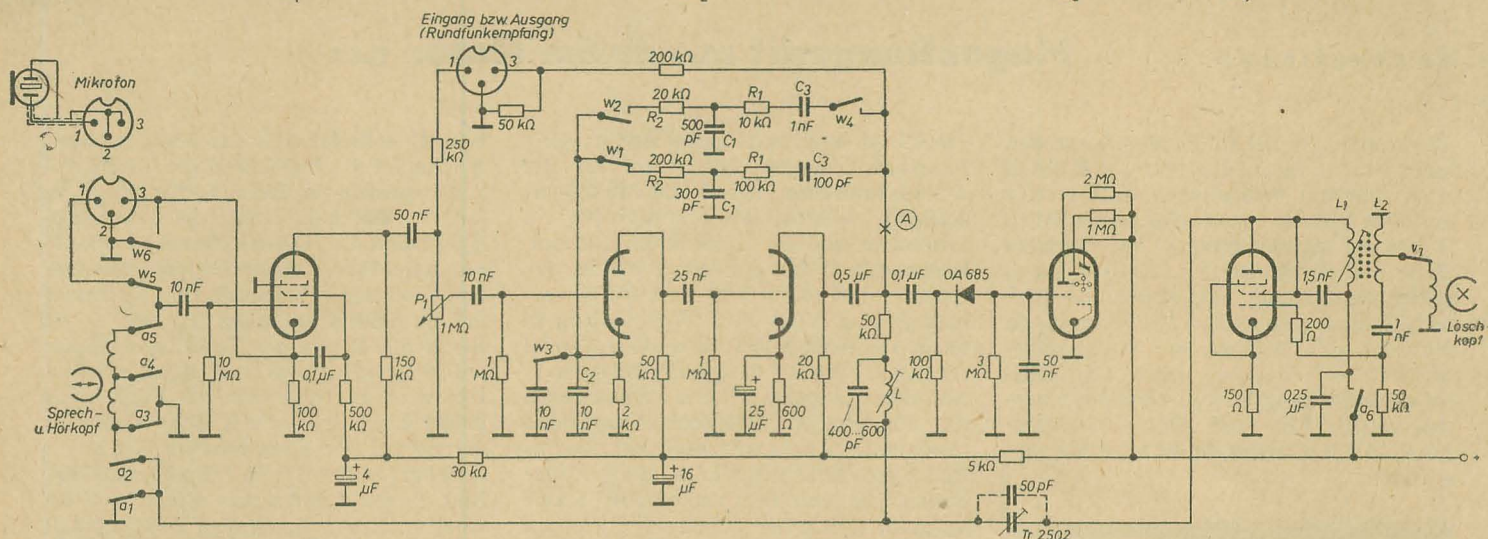 Eingang bzw. Ausgang
(Rundfunkempfang)
Mikrofon
1
2
3
1
3
1
2
3
200 kΩ
50 kΩ
250
kΩ
w2
20 kΩ
R2
500
pF
C1
R1
10 kΩ
C3
1 nF
w4
w1
200 kΩ
R2
300
pF
C1
R1
100 kΩ
C3
100 pF
A
2 MΩ
1 MΩ
w6
w5
10 nF
a5
a4
a3
a2
a1
Sprech-
u. Hörkopf
10
MΩ
0,1 µF
100
kΩ
500
kΩ
150
kΩ
50 nF
P1
1 MΩ
10 nF
1
MΩ
w3
10
nF
C2
10
nF
2
kΩ
50
kΩ
25 nF
1
MΩ
+
25
µF
600
Ω
20
kΩ
0,5 µF
0,1 µF
OA 685
50
kΩ
L
400...600
pF
100
kΩ
3
MΩ
50
nF
L1
L2
v1
1,5 nF
200
Ω
1
nF
Lösch-
kopf
150
Ω
0,25
µF
a6
50
kΩ
+
4
µF
30 kΩ
+
16
µF
5 kΩ
+
50 pF
Tr. 2502